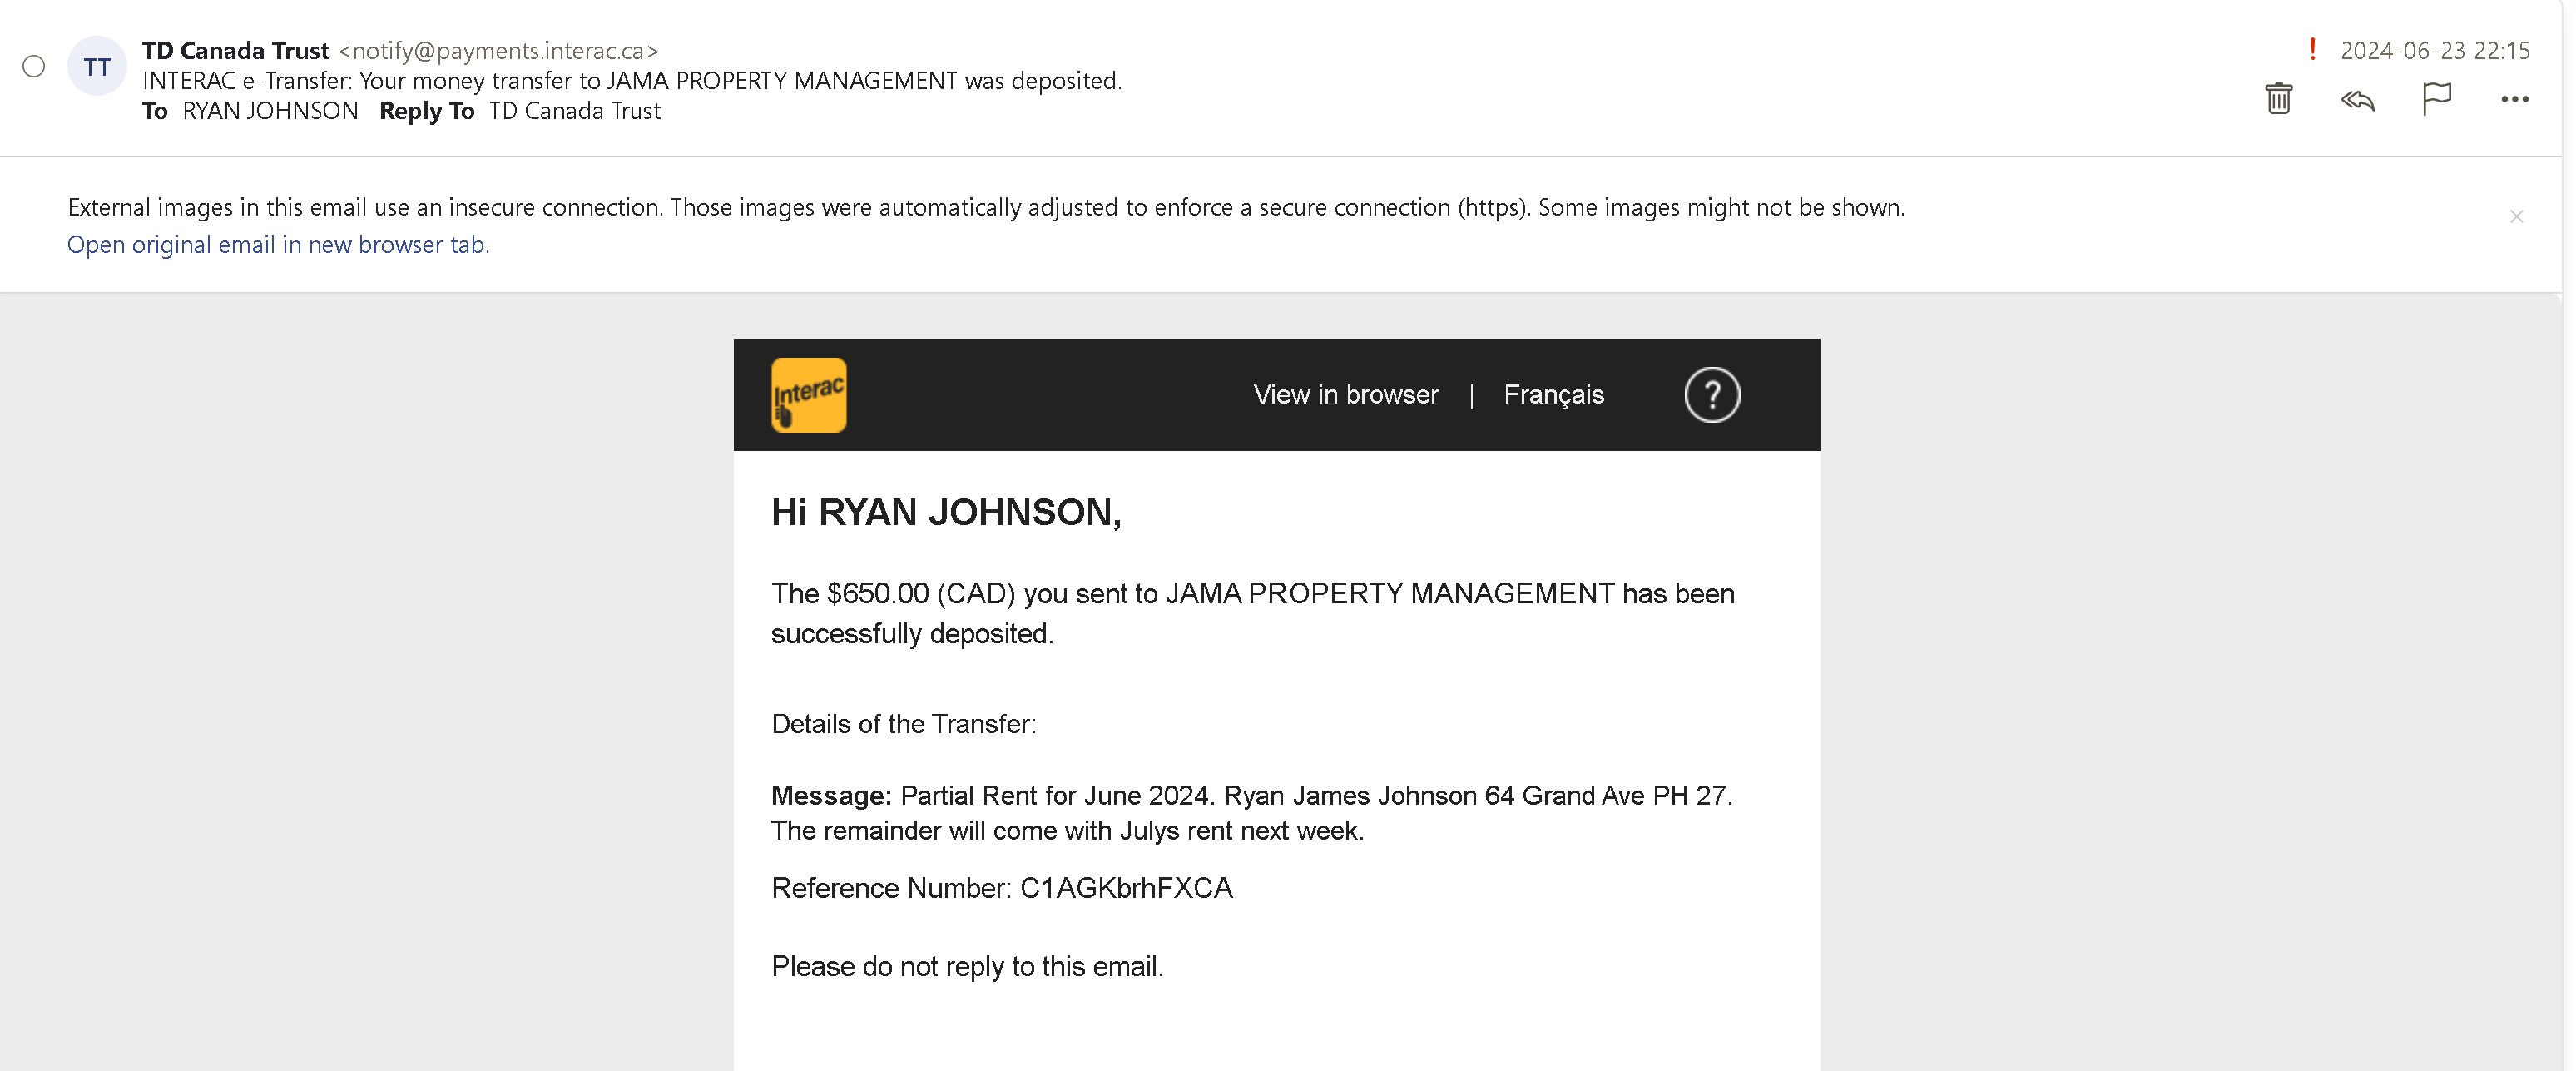 TT
TD Canada Trust <notify@payments.interac.ca>
! 2024-06-23 22:15
INTERAC e-Transfer: Your money transfer to JAMA PROPERTY MANAGEMENT was deposited.
To RYAN JOHNSON Reply To TD Canada Trust
External images in this email use an insecure connection. Those images were automatically adjusted to enforce a secure connection (https). Some images might not be shown.
Open original email in new browser tab.
Interac
View in browser | Français ?
Hi RYAN JOHNSON,
The $650.00 (CAD) you sent to JAMA PROPERTY MANAGEMENT has been
successfully deposited.
Details of the Transfer:
Message: Partial Rent for June 2024. Ryan James Johnson 64 Grand Ave PH 27.
The remainder will come with Julys rent next week.
Reference Number: C1AGKbrhFXCA
Please do not reply to this email.